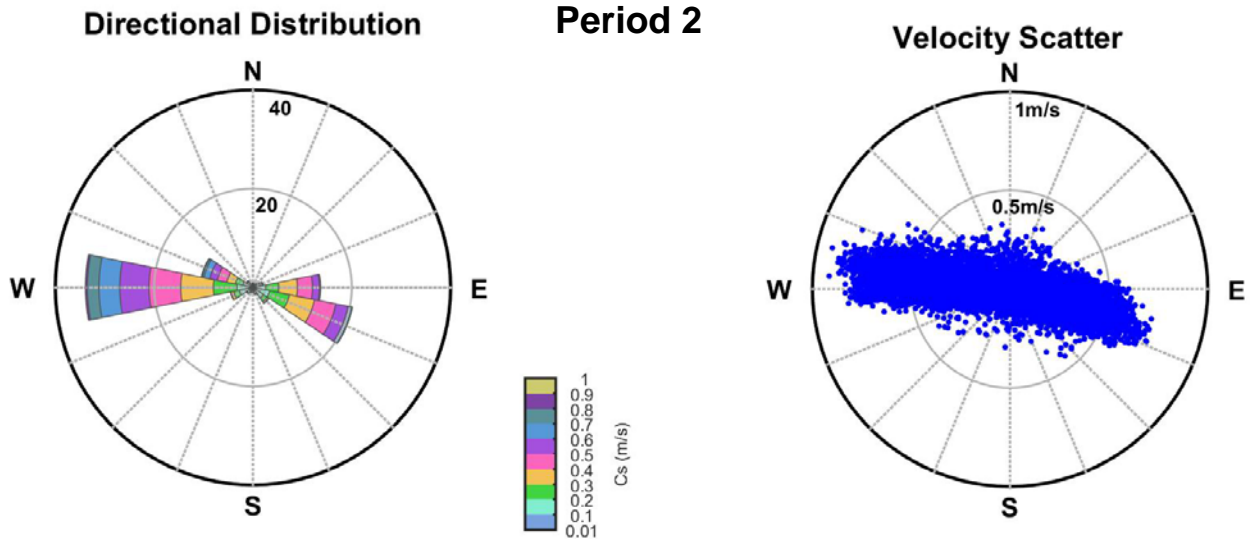 Period 2
Directional Distribution
N
40
20
W
E
S
1
0.9
0.8
0.7
0.6
0.5
0.4
0.3
0.2
0.1
0.01
Cs (m/s)
Velocity Scatter
N
1m/s
0.5m/s
W
E
S